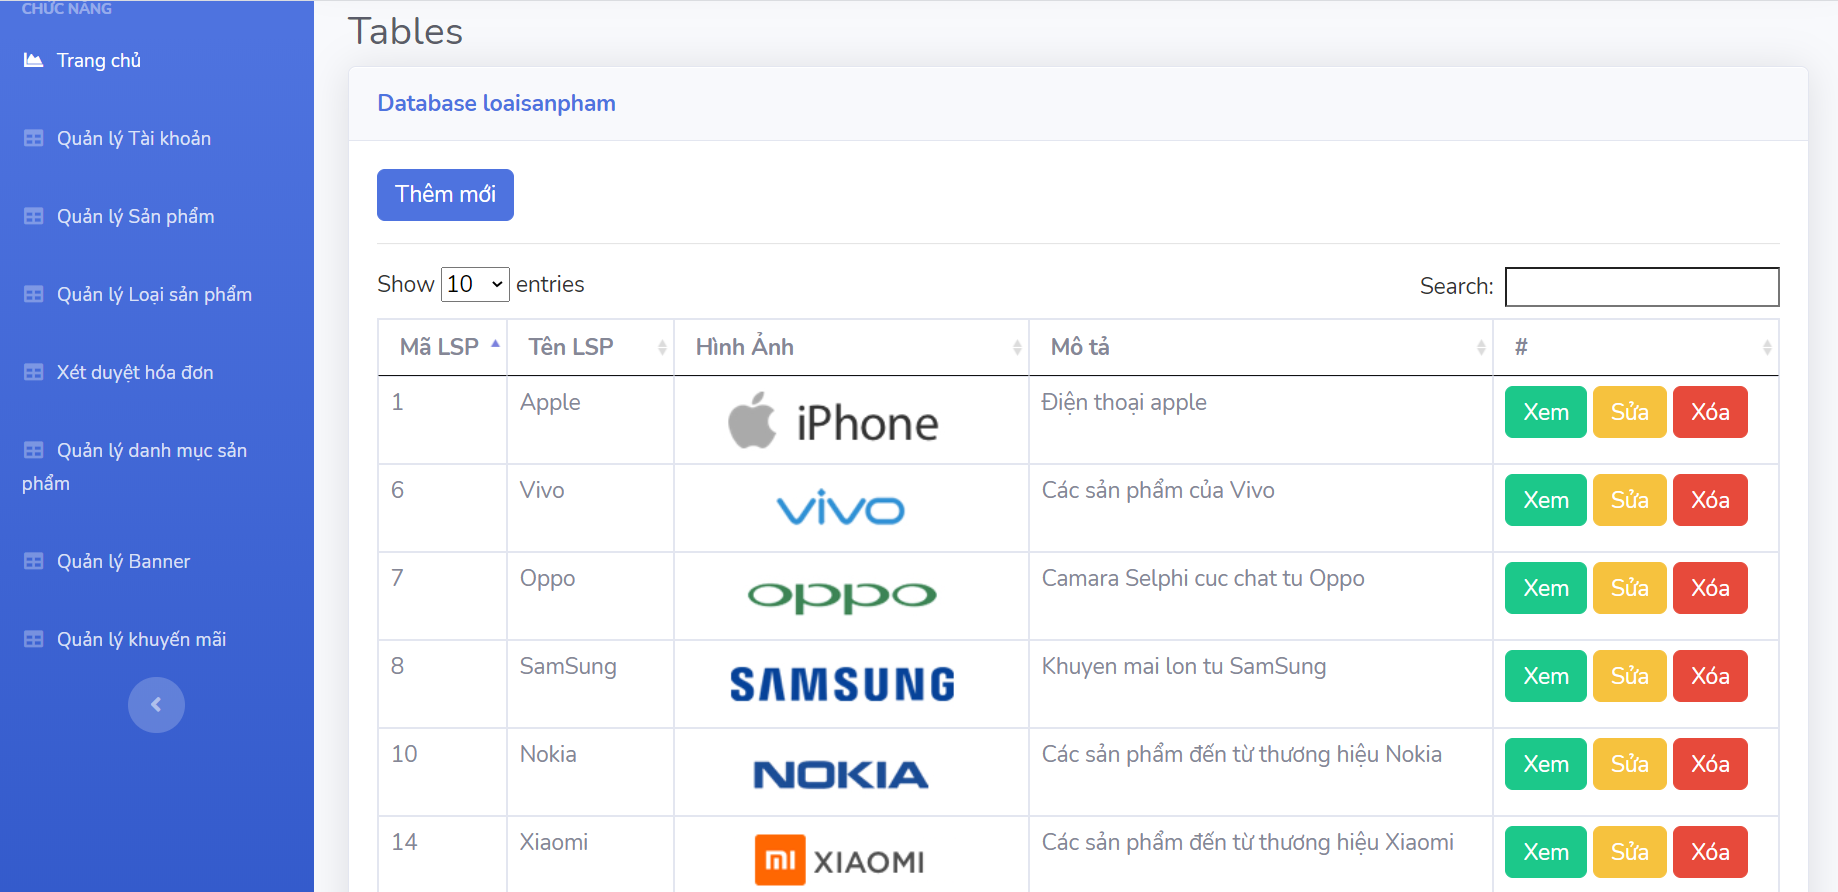 CHỨC NĂNG
Trang chủ
Quản lý Tài khoản
Quản lý Sản phẩm
Quản lý Loại sản phẩm
Xét duyệt hóa đơn
Quản lý danh mục sản
phẩm
Quản lý Banner
Quản lý khuyến mãi
Tables
Database loaisanpham
Thêm mới
Show 10 entries
Search:
Mã LSP Tên LSP Hình Ảnh Mô tả #
1 Apple iPhone Điện thoại apple Xem Sửa Xóa
6 Vivo vivo Các sản phẩm của Vivo Xem Sửa Xóa
7 Oppo oppo Camara Selphi cuc chat tu Oppo Xem Sửa Xóa
8 SamSung SAMSUNG Khuyen mai lon tu SamSung Xem Sửa Xóa
10 Nokia NOKIA Các sản phẩm đến từ thương hiệu Nokia Xem Sửa Xóa
14 Xiaomi mi XIAOMI Các sản phẩm đến từ thương hiệu Xiaomi Xem Sửa Xóa